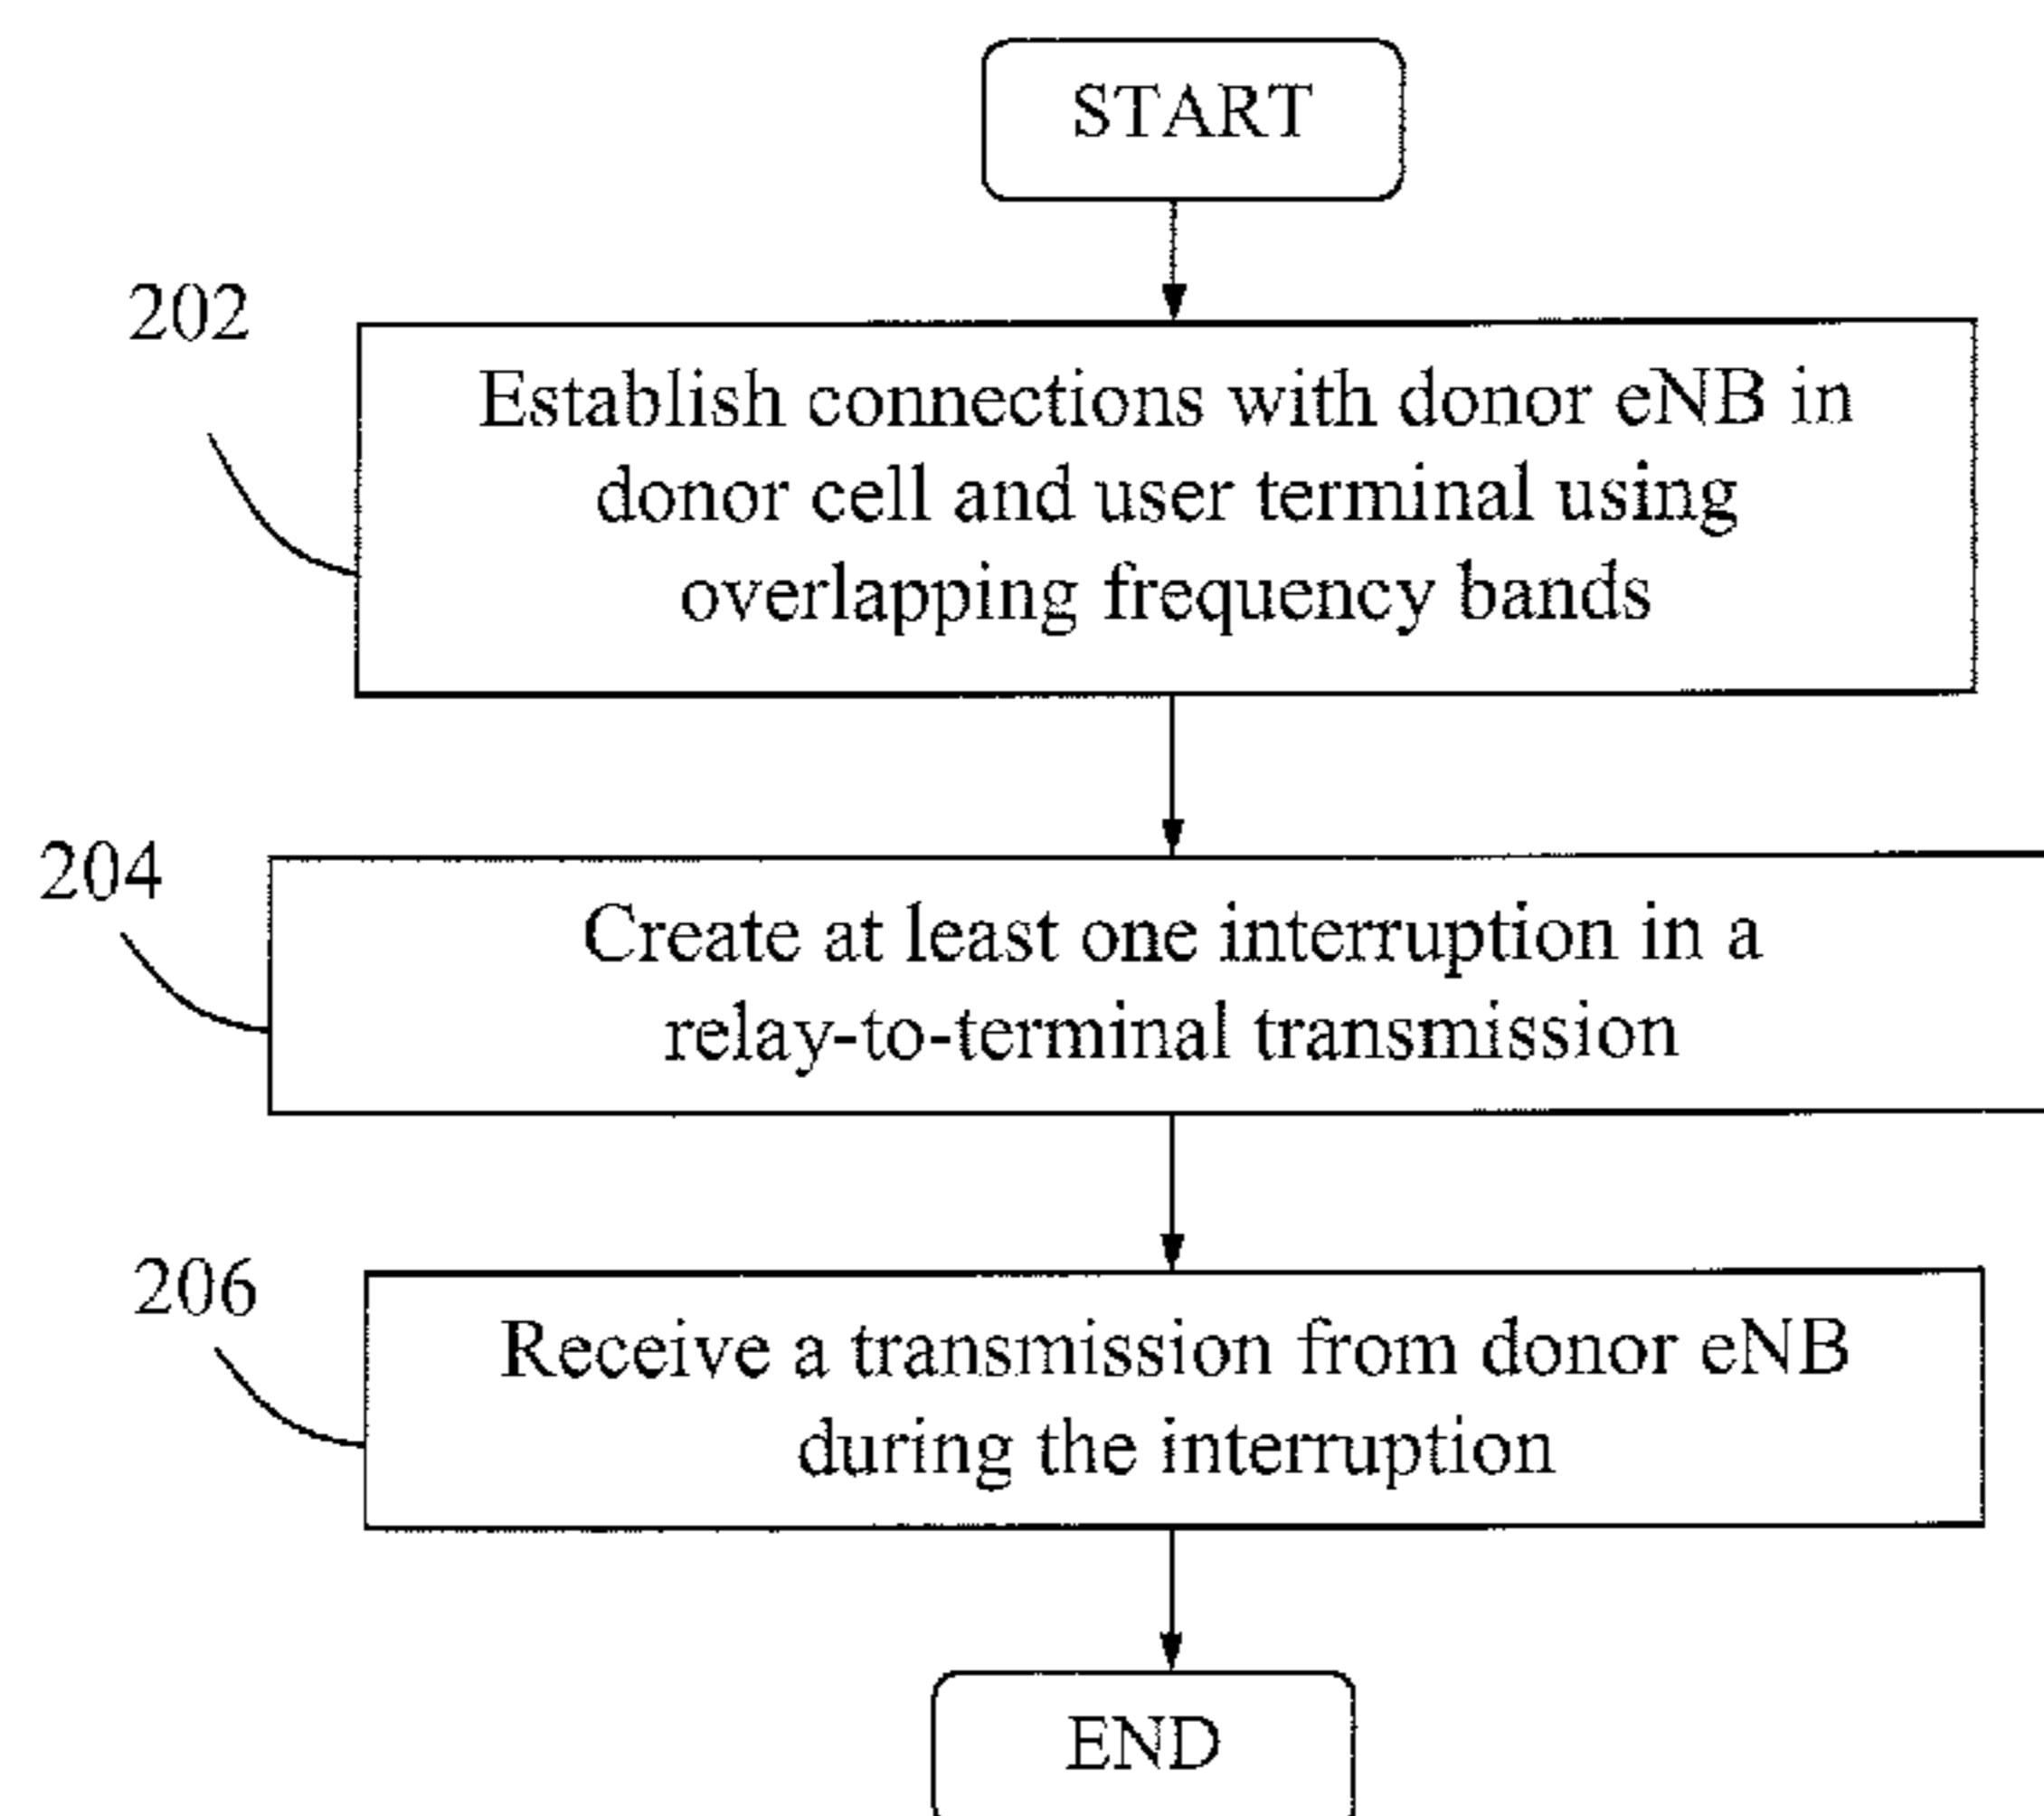 START
202
Establish connections with donor eNB in
donor cell and user terminal using
overlapping frequency bands
204
Create at least one interruption in a
relay-to-terminal transmission
206
Receive a transmission from donor eNB
during the interruption
END